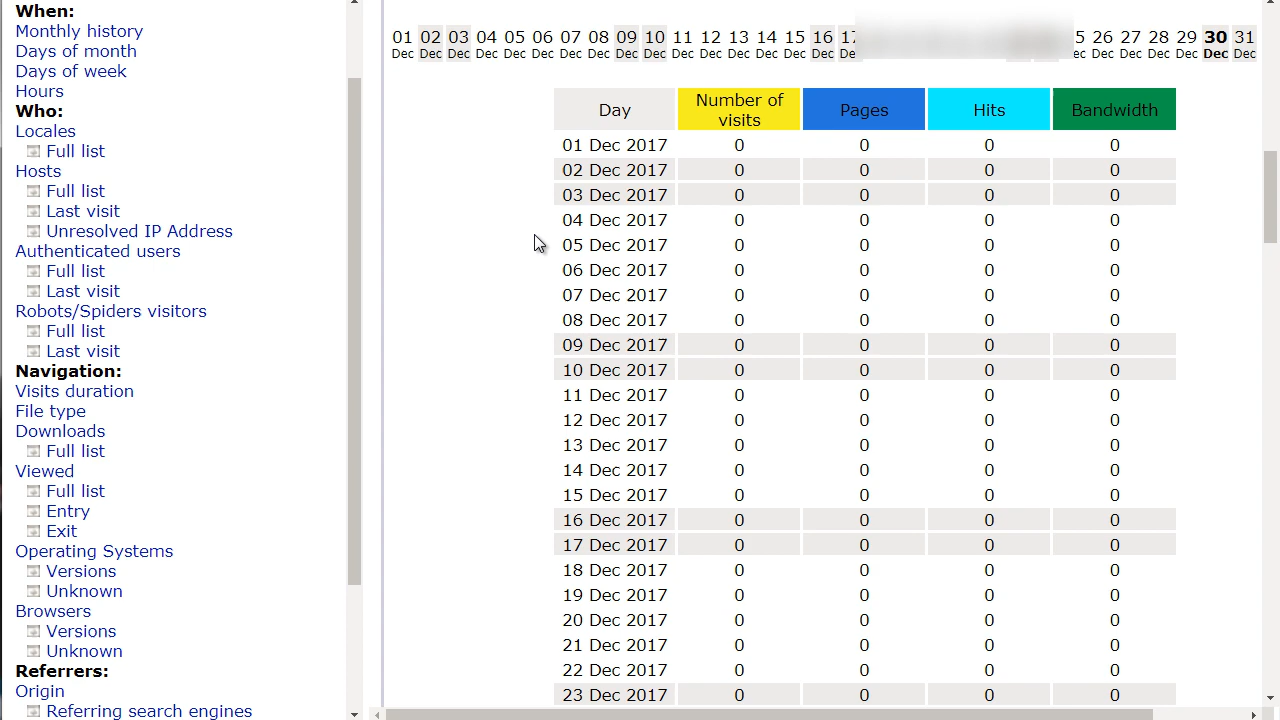 When:
Monthly history
Days of month
Days of week
Hours
Who:
Locales
Full list
Hosts
Full list
Last visit
Unresolved IP Address
Authenticated users
Full list
Last visit
Robots/Spiders visitors
Full list
Last visit
Navigation:
Visits duration
File type
Downloads
Full list
Viewed
Full list
Entry
Exit
Operating Systems
Versions
Unknown
Browsers
Versions
Unknown
Referrers:
Origin
Referring search engines
01 02 03 04 05 06 07 08 09 10 11 12 13 14 15 16 26 27 28 29 30 31
Dec Dec Dec Dec Dec Dec Dec Dec Dec Dec Dec Dec Dec Dec Dec Dec Dec Dec Dec Dec Dec Dec
Day Number of visits Pages Hits Bandwidth
01 Dec 2017 0 0 0 0
02 Dec 2017 0 0 0 0
03 Dec 2017 0 0 0 0
04 Dec 2017 0 0 0 0
05 Dec 2017 0 0 0 0
06 Dec 2017 0 0 0 0
07 Dec 2017 0 0 0 0
08 Dec 2017 0 0 0 0
09 Dec 2017 0 0 0 0
10 Dec 2017 0 0 0 0
11 Dec 2017 0 0 0 0
12 Dec 2017 0 0 0 0
13 Dec 2017 0 0 0 0
14 Dec 2017 0 0 0 0
15 Dec 2017 0 0 0 0
16 Dec 2017 0 0 0 0
17 Dec 2017 0 0 0 0
18 Dec 2017 0 0 0 0
19 Dec 2017 0 0 0 0
20 Dec 2017 0 0 0 0
21 Dec 2017 0 0 0 0
22 Dec 2017 0 0 0 0
23 Dec 2017 0 0 0 0